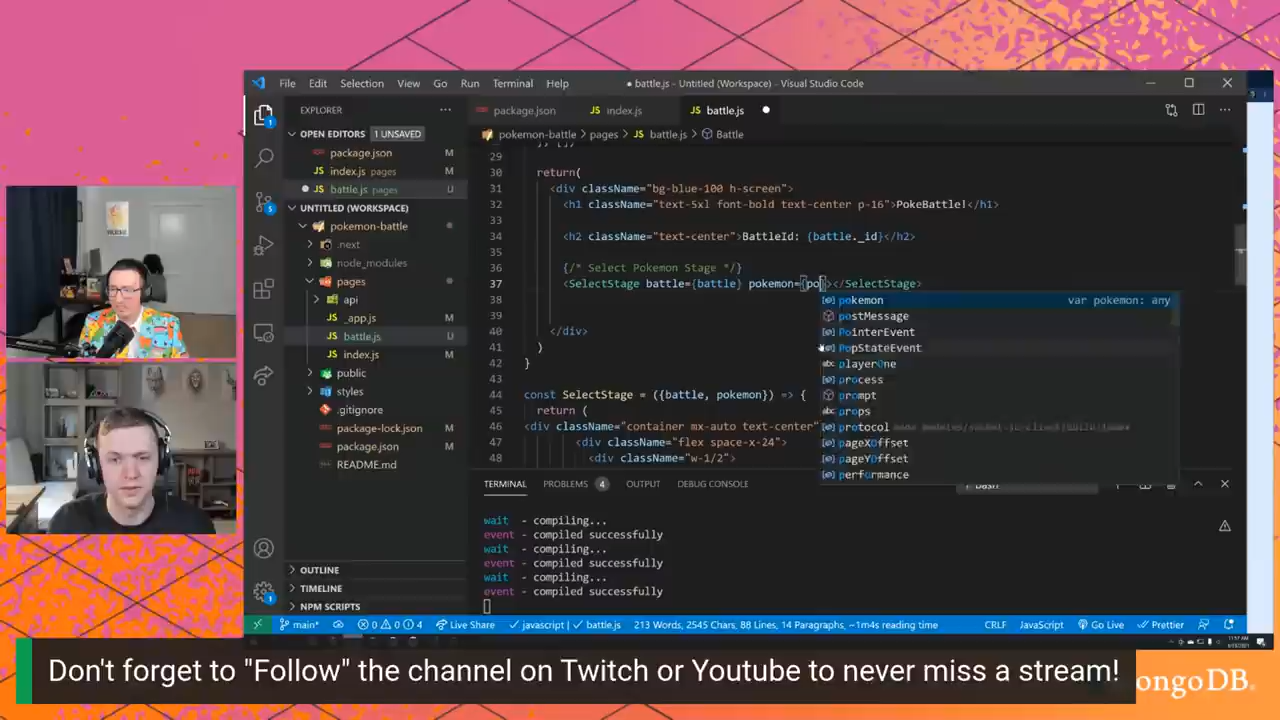 File Edit Selection View Go Run Terminal Help
● battle.js - Untitled (Workspace) - Visual Studio Code
EXPLORER
OPEN EDITORS 1 UNSAVED
package.json M
index.js pages M
battle.js pages U
UNTITLED (WORKSPACE)
pokemon-battle
.next
node_modules
pages
api
_app.js M
battle.js U
index.js M
public
styles
.gitignore
package-lock.json M
package.json M
README.md
OUTLINE
TIMELINE
NPM SCRIPTS
package.json index.js battle.js
pokemon-battle > pages > battle.js > Battle
29
30 return(
31 <div className="bg-blue-100 h-screen">
32 <h1 className="text-5xl font-bold text-center p-16">PokeBattle!</h1>
33
34 <h2 className="text-center">BattleId: {battle._id}</h2>
35
36 {/* Select Pokemon Stage */}
37 <SelectStage battle={battle} pokemon={po}></SelectStage>
38
39
40 </div>
41 )
42 }
43
44 const SelectStage = ({battle, pokemon}) => {
45 return (
46 <div className="container mx-auto text-center"
47 <div className="flex space-x-24">
48 <div className="w-1/2">
pokemon var pokemon: any
postMessage
PointerEvent
PopStateEvent
playerOne
process
prompt
props
protocol
pageXOffset
pageYOffset
performance
TERMINAL PROBLEMS 4 OUTPUT DEBUG CONSOLE
bash
wait - compiling...
event - compiled successfully
wait - compiling...
event - compiled successfully
wait - compiling...
event - compiled successfully
main* 0 0 4 Live Share javascript | battle.js 213 Words, 2545 Chars, 88 Lines, 14 Paragraphs, ~1m4s reading time CRLF JavaScript Go Live Prettier
Don't forget to "Follow" the channel on Twitch or Youtube to never miss a stream!
ongoDB.